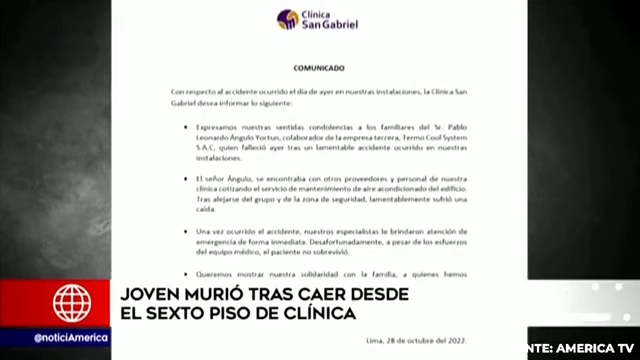 Clínica
San Gabriel
COMUNICADO
Con respecto al accidente ocurrido el día de ayer en nuestras instalaciones, la Clínica San
Gabriel desea informar lo siguiente:
• Expresamos nuestras sentidas condolencias a los familiares del Sr. Pablo
Leonardo Ángulo Yoctun, colaborador de la empresa tercera, Termo Cool System
S.A.C, quien falleció ayer tras un lamentable accidente ocurrido en nuestras
instalaciones.
• El señor Ángulo, se encontraba con otros proveedores y personal de nuestra
clínica cotizando el servicio de mantenimiento de aire acondicionado del edificio.
Tras alejarse del grupo y de la zona de seguridad, lamentablemente sufrió una
caída.
• Una vez ocurrido el accidente, nuestros especialistas le brindaron atención de
emergencia de forma inmediata. Desafortunadamente, a pesar de los esfuerzos
del equipo médico, el paciente no sobrevivió.
• Queremos mostrar nuestra solidaridad con la familia, a quienes hemos
JOVEN MURIÓ TRAS CAER DESDE
EL SEXTO PISO DE CLÍNICA
@noticiAmerica
Lima, 28 de octubre del 2022.
NTE: AMERICA TV